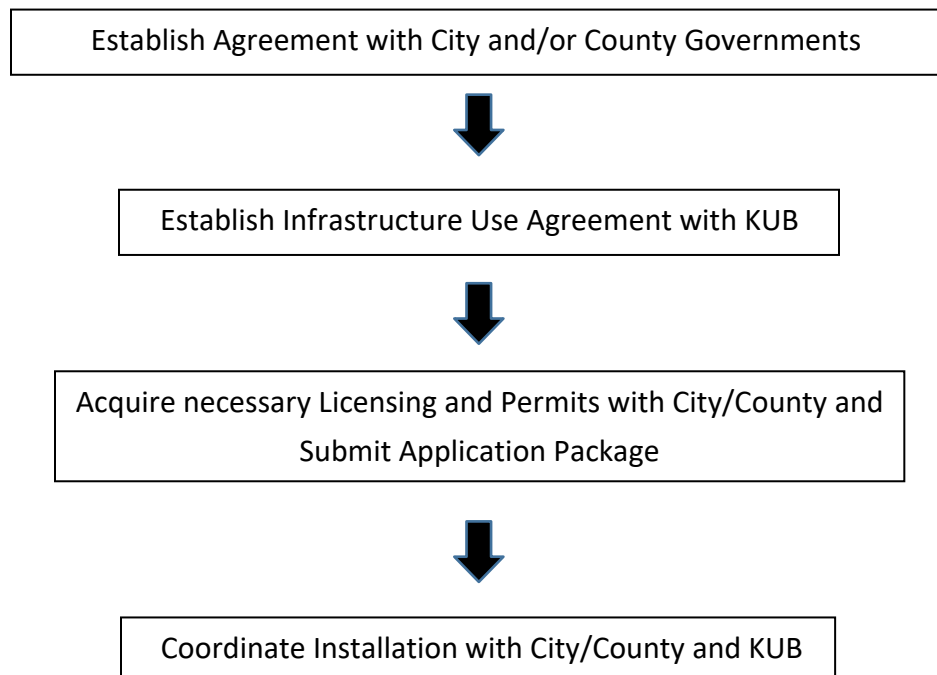 Establish Agreement with City and/or County Governments
Establish Infrastructure Use Agreement with KUB
Acquire necessary Licensing and Permits with City/County and
Submit Application Package
Coordinate Installation with City/County and KUB